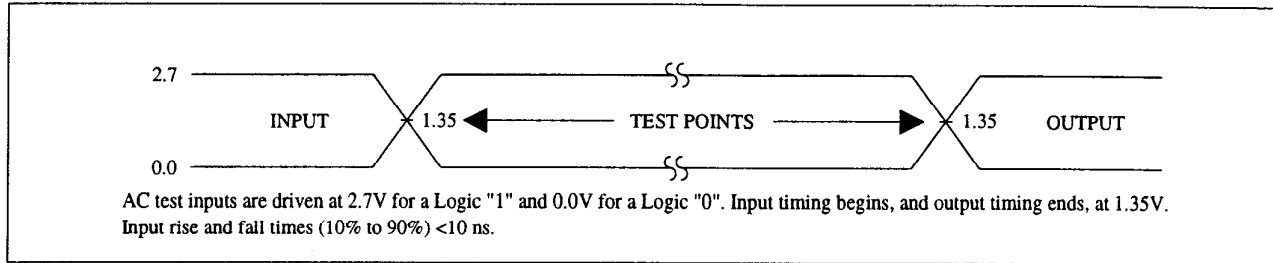 2.7
INPUT 1.35 TEST POINTS 1.35 OUTPUT
0.0
AC test inputs are driven at 2.7V for a Logic "1" and 0.0V for a Logic "0". Input timing begins, and output timing ends, at 1.35V.
Input rise and fall times (10% to 90%) <10 ns.